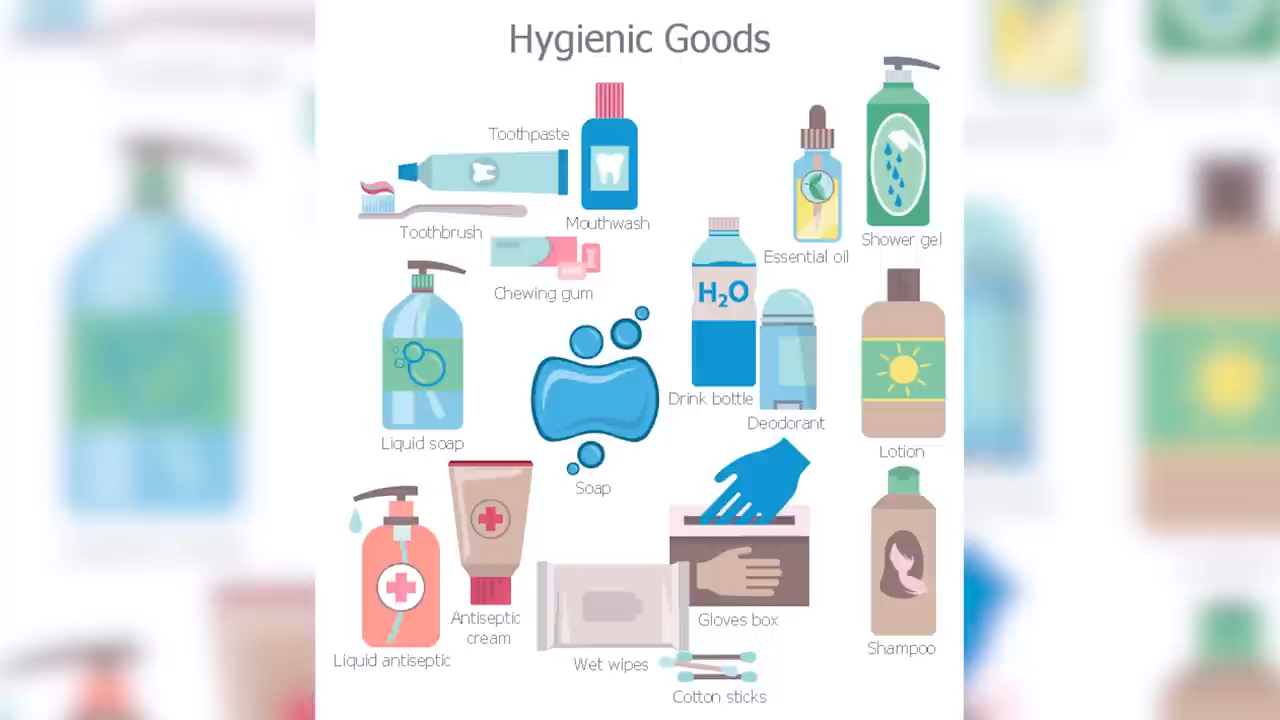 Hygienic Goods
Toothpaste
Mouthwash
Toothbrush
Chewing gum
Essential oil
Shower gel
H₂O
Drink bottle
Deodorant
Liquid soap
Soap
Lotion
Liquid antiseptic
Antiseptic
cream
Wet wipes
Gloves box
Cotton sticks
Shampoo